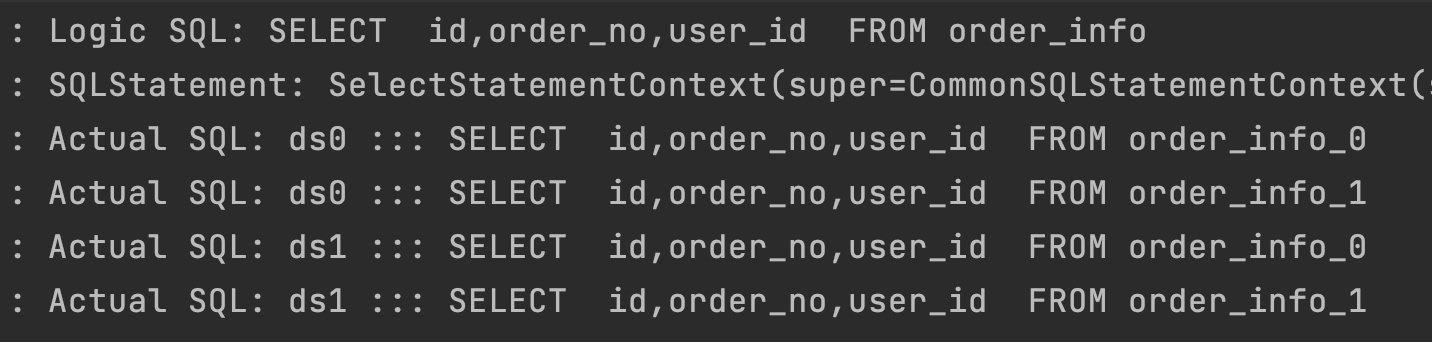 : Logic SQL: SELECT  id,order_no,user_id  FROM order_info
: SQLStatement: SelectStatementContext(super=CommonSQLStatementContext(
: Actual SQL: ds0 ::: SELECT  id,order_no,user_id  FROM order_info_0
: Actual SQL: ds0 ::: SELECT  id,order_no,user_id  FROM order_info_1
: Actual SQL: ds1 ::: SELECT  id,order_no,user_id  FROM order_info_0
: Actual SQL: ds1 ::: SELECT  id,order_no,user_id  FROM order_info_1